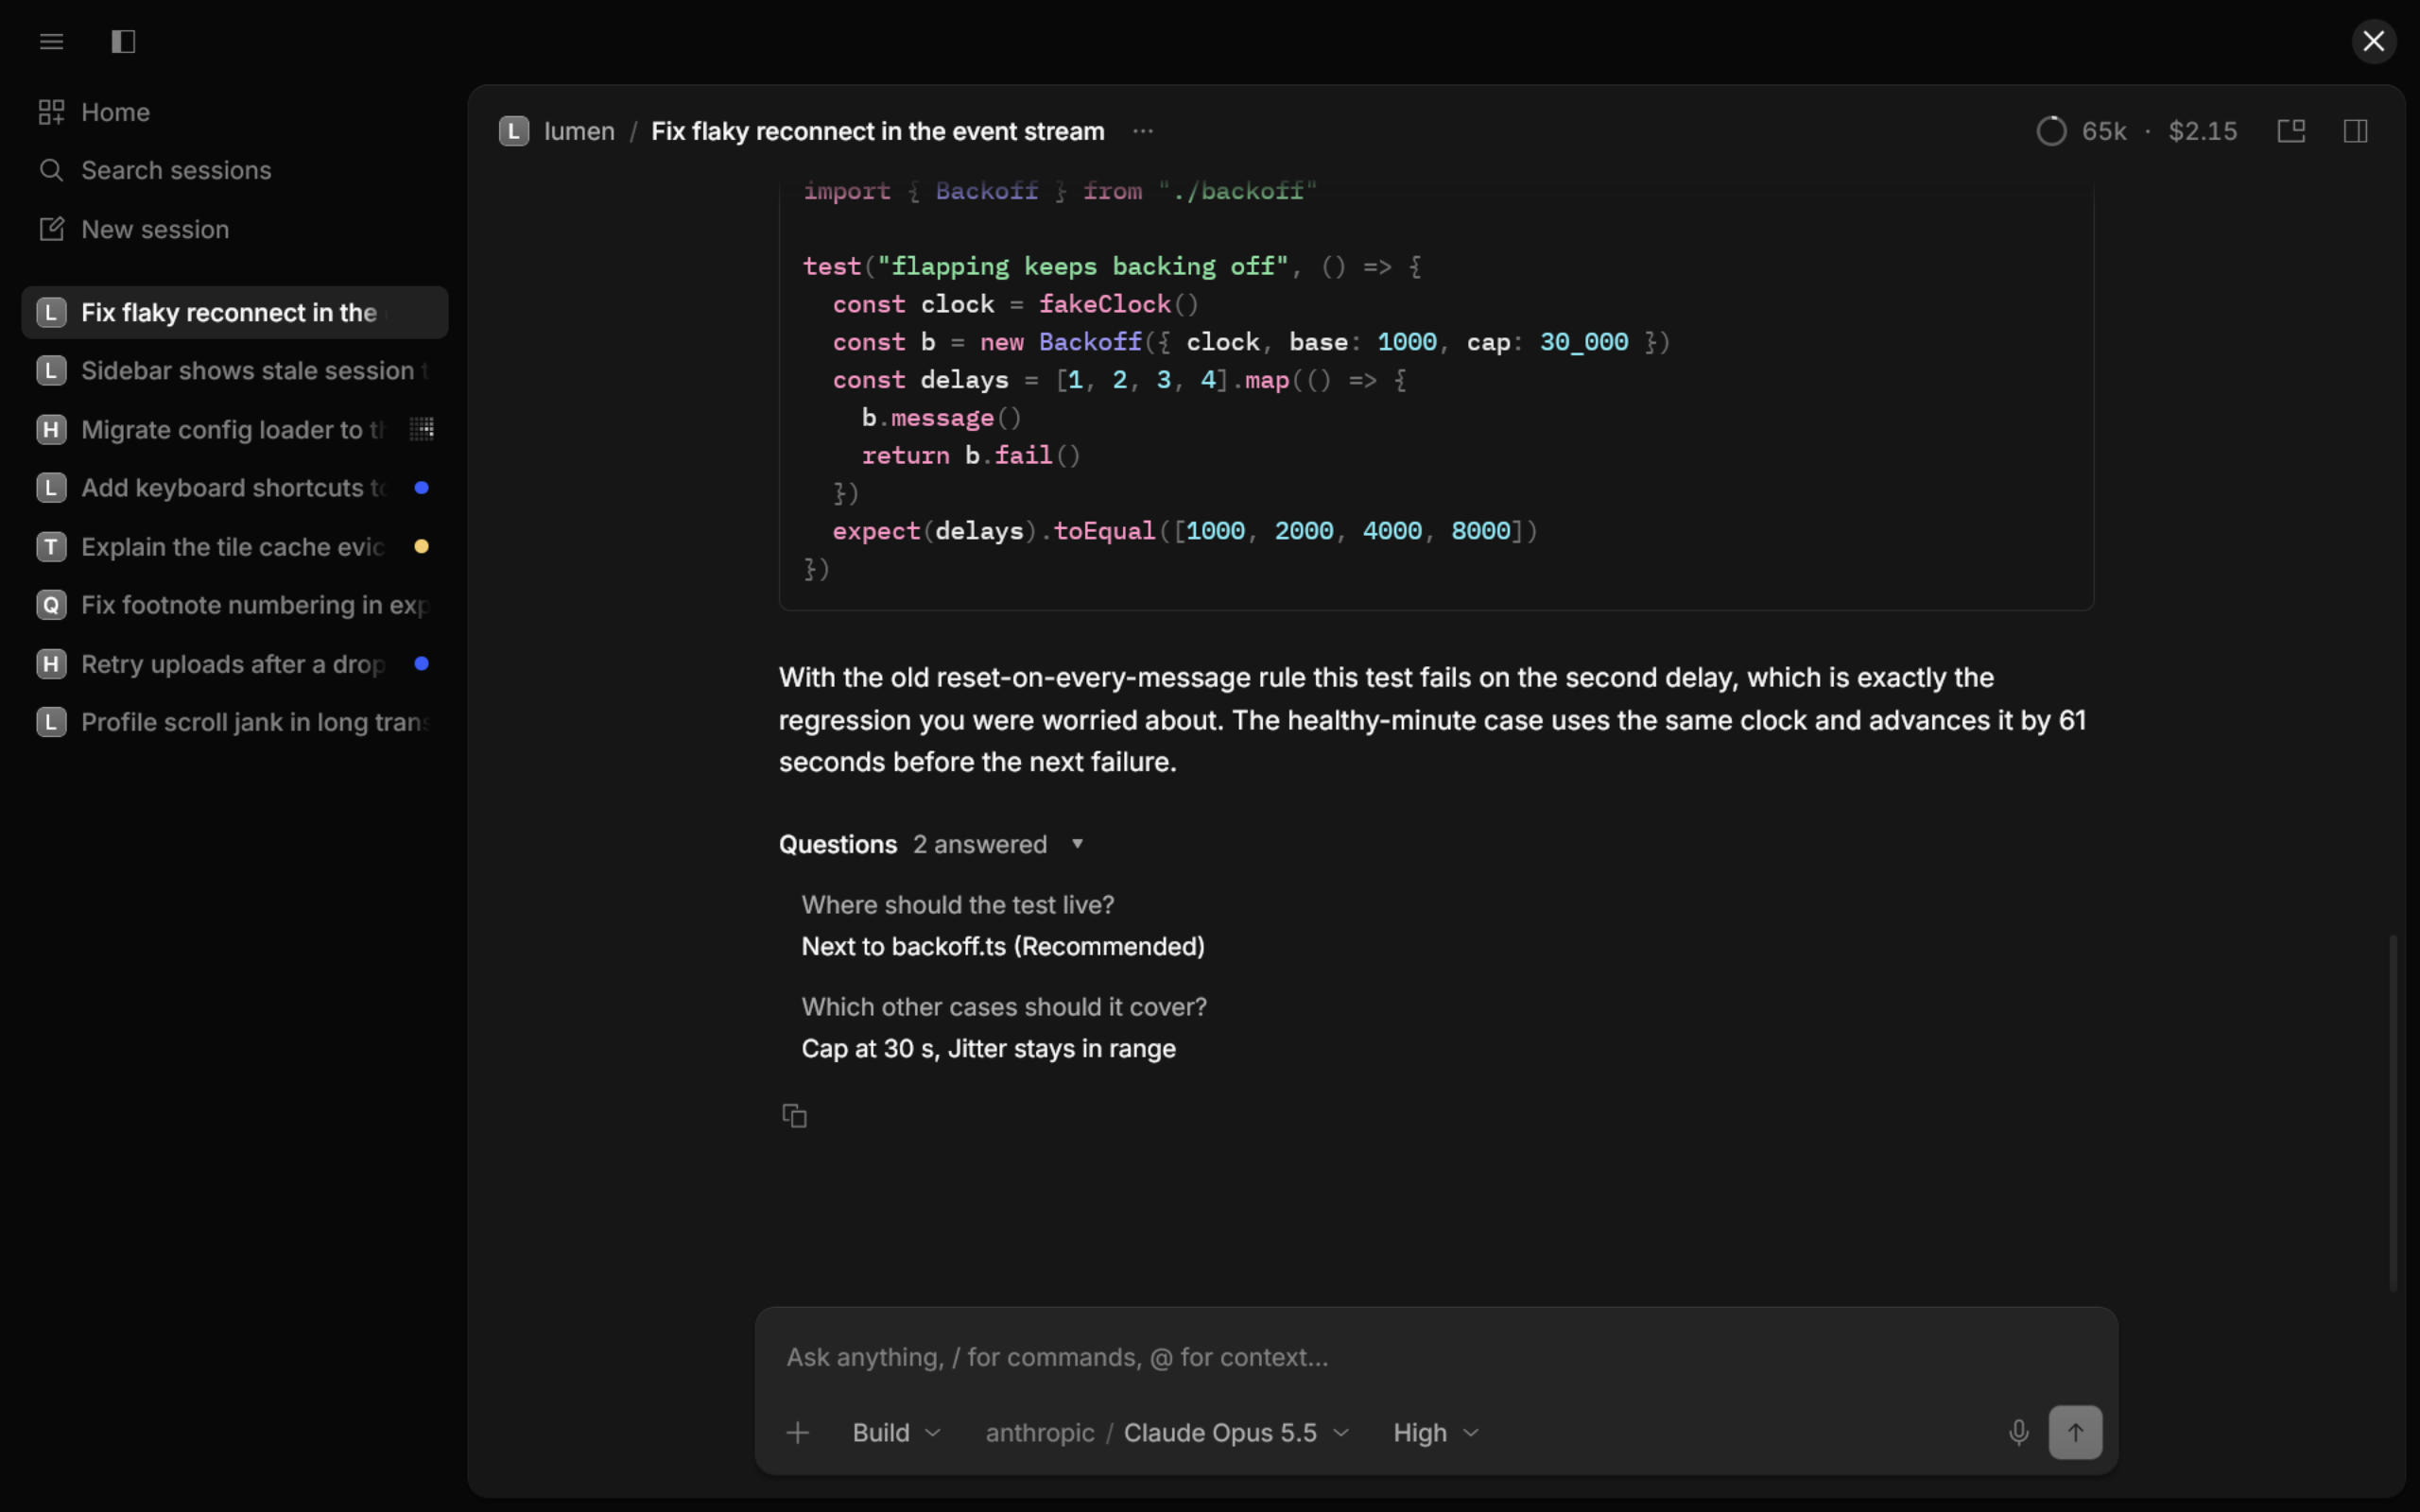 Home
Search sessions
New session
L Fix flaky reconnect in the
L Sidebar shows stale session
H Migrate config loader to
L Add keyboard shortcuts
T Explain the tile cache
Q Fix footnote numbering in
H Retry uploads after a drop
L Profile scroll jank in long
L lumen / Fix flaky reconnect in the event stream ···
65k · $2.15
import { Backoff } from "./backoff"
test("flapping keeps backing off", () => {
  const clock = fakeClock()
  const b = new Backoff({ clock, base: 1000, cap: 30_000 })
  const delays = [1, 2, 3, 4].map(() => {
    b.message()
    return b.fail()
  })
  expect(delays).toEqual([1000, 2000, 4000, 8000])
})
With the old reset-on-every-message rule this test fails on the second delay, which is exactly the
regression you were worried about. The healthy-minute case uses the same clock and advances it by 61
seconds before the next failure.
Questions 2 answered
Where should the test live?
Next to backoff.ts (Recommended)
Which other cases should it cover?
Cap at 30 s, Jitter stays in range
Ask anything, / for commands, @ for context...
Build anthropic / Claude Opus 5.5 High